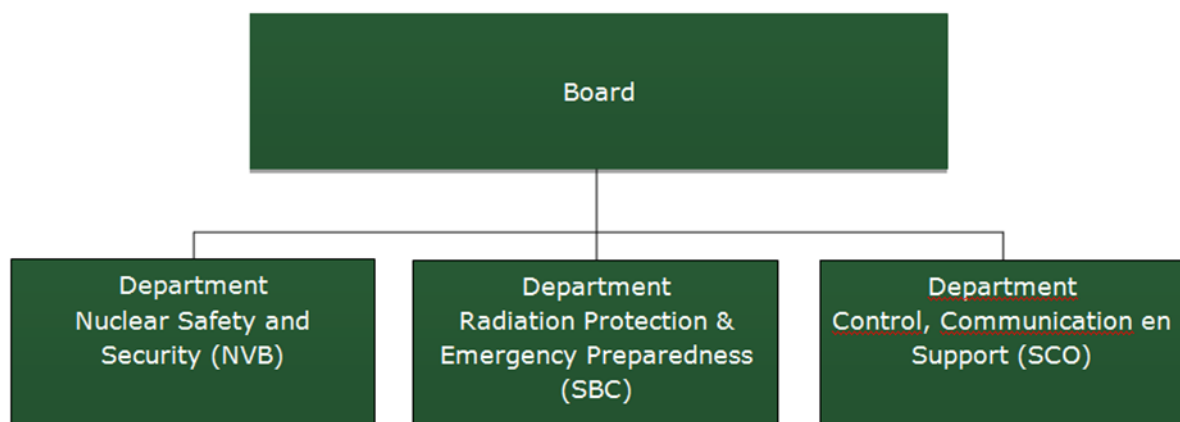 Board
Department
Nuclear Safety and
Security (NVB)
Department
Radiation Protection &
Emergency Preparedness
(SBC)
Department
Control, Communication en
Support (SCO)